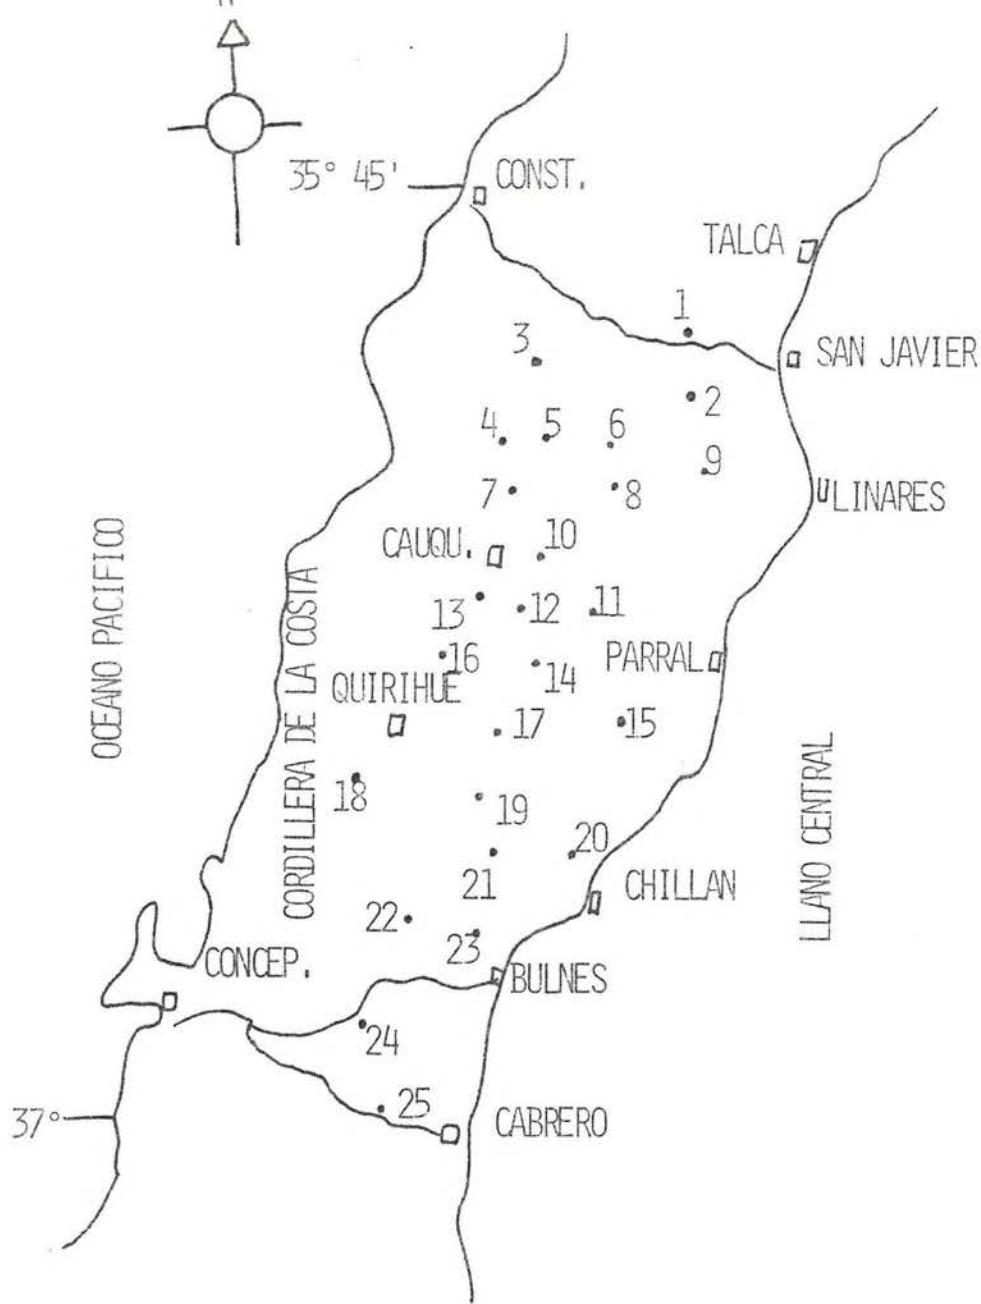 N
35° 45'
CONST.
TALCA
1
SAN JAVIER
3
2
4
5
6
9
7
8
LINARES
CAUQU.
10
13
12
11
16
14
PARRAL
QUIRIHUE
17
15
18
19
20
21
CHILLAN
22
23
CONCEP.
BULNES
24
25
37°
CABRERO
OCEANO PACIFICO
CORDILLERA DE LA COSTA
LLANO CENTRAL